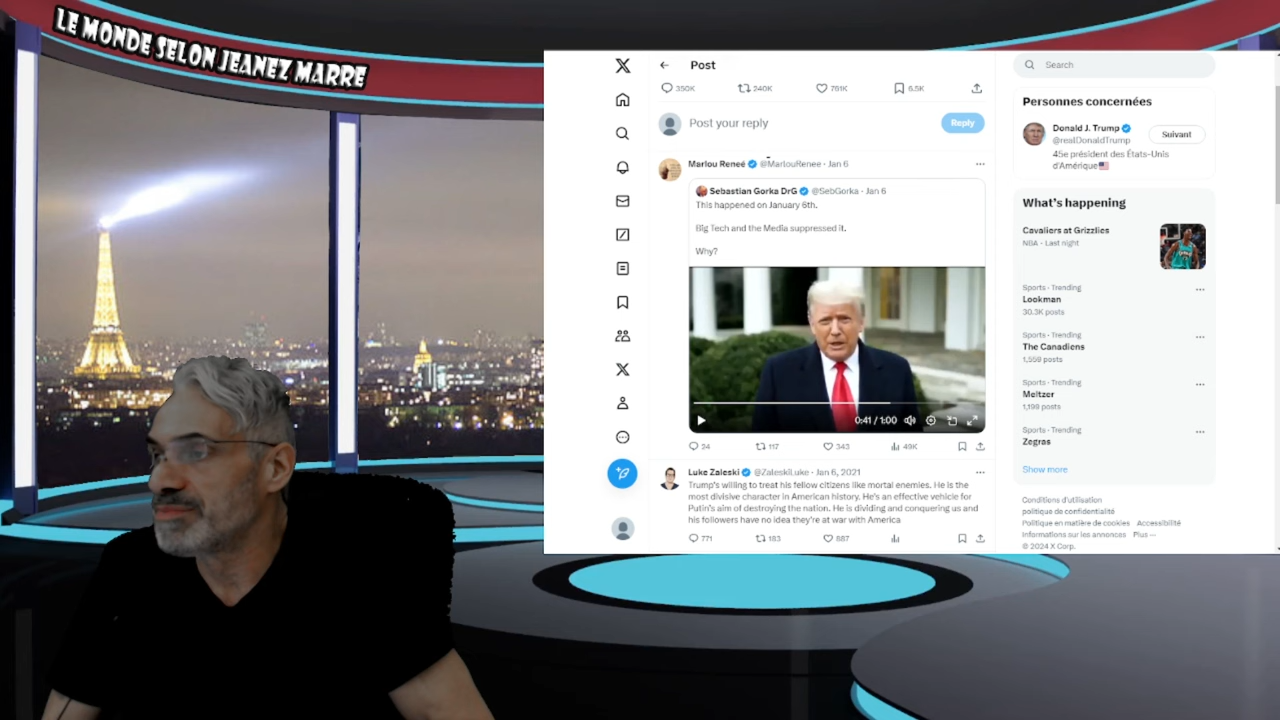 LE MONDE SELON JEANEZ MARRE
Post
350K
240K
791K
6.5K
Post your reply
Reply
Marlou Reneé @MarlouRenee · Jan 6
Sebastian Gorka DrG @SebGorka · Jan 6
This happened on January 6th.
Big Tech and the Media suppressed it.
Why?
0:41 / 1:00
24
117
343
49K
Luke Zaleski @ZaleskiLuke · Jan 6, 2021
Trump's willing to treat his fellow citizens like mortal enemies. He is the
most divisive character in American history. He's an effective vehicle for
Putin's aim of destroying the nation. He is dividing and conquering us and
his followers have no idea they're at war with America
771
183
887
Search
Personnes concernées
Donald J. Trump
@realDonaldTrump
Suivant
45e président des États-Unis
d'Amérique
What's happening
Cavaliers at Grizzlies
NBA · Last night
Sports · Trending
Lookman
30.3K posts
Sports · Trending
The Canadiens
1,559 posts
Sports · Trending
Meltzer
1,199 posts
Sports · Trending
Zegras
Show more
Conditions d'utilisation
politique de confidentialité
Politique en matière de cookies Accessibilité
Informations sur les annonces Plus —
© 2024 X Corp.